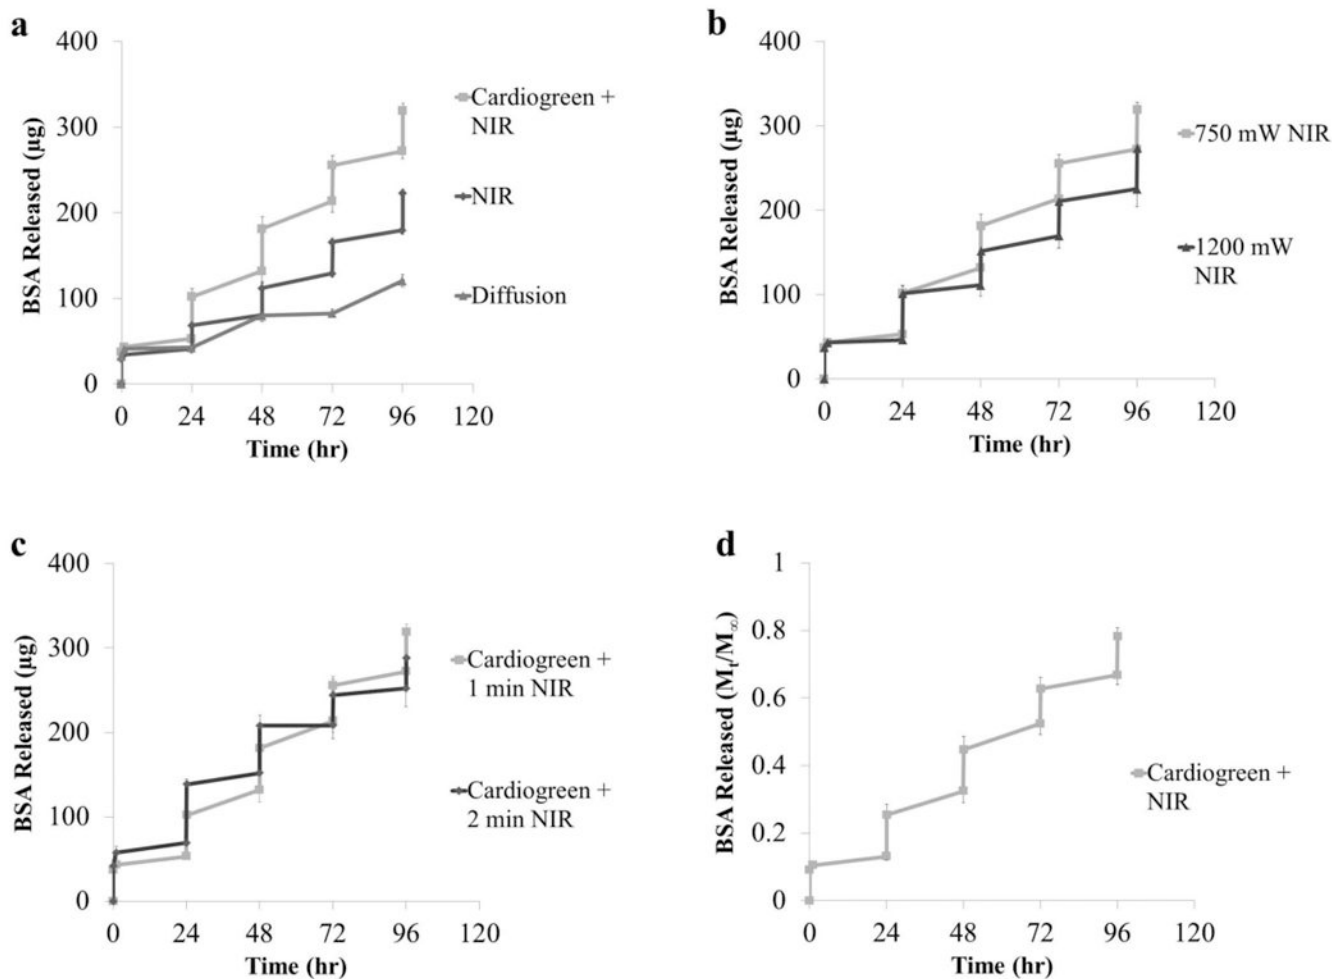 a
400
300
200
100
0
BSA Released (µg)
0 24 48 72 96 120
Time (hr)
Cardiogreen +
NIR
NIR
Diffusion
b
400
300
200
100
0
BSA Released (µg)
0 24 48 72 96 120
Time (hr)
750 mW NIR
1200 mW
NIR
c
400
300
200
100
0
BSA Released (µg)
0 24 48 72 96 120
Time (hr)
Cardiogreen +
1 min NIR
Cardiogreen +
2 min NIR
d
1
0.8
0.6
0.4
0.2
0
BSA Released (Mₜ/M∞)
0 24 48 72 96 120
Time (hr)
Cardiogreen +
NIR